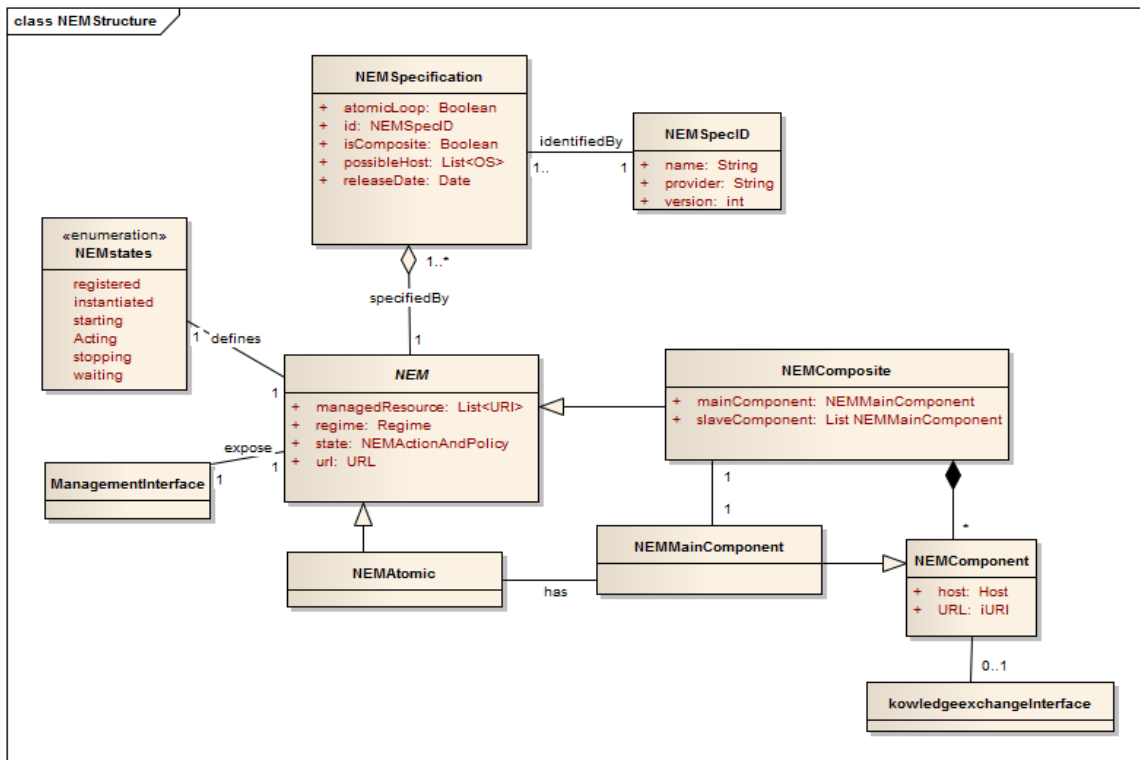 class NEMStructure
NEMSpecification
+ atomicLoop: Boolean
+ id: NEMSpecID
+ isComposite: Boolean
+ possibleHost: List<OS>
+ releaseDate: Date
identifiedBy
1..
1
NEMSpecID
+ name: String
+ provider: String
+ version: int
«enumeration»
NEMstates
registered
instantiated
starting
Acting
stopping
waiting
1..*
specifiedBy
1
1
defines
1
NEM
+ managedResource: List<URI>
+ regime: Regime
+ state: NEMActionAndPolicy
+ url: URL
NEMComposite
+ mainComponent: NEMMainComponent
+ slaveComponent: List NEMMainComponent
expose
1
1
ManagementInterface
1
1
*
NEMAtomic
has
NEMMainComponent
NEMComponent
+ host: Host
+ URL: iURI
0..1
kowledgeexchangeInterface